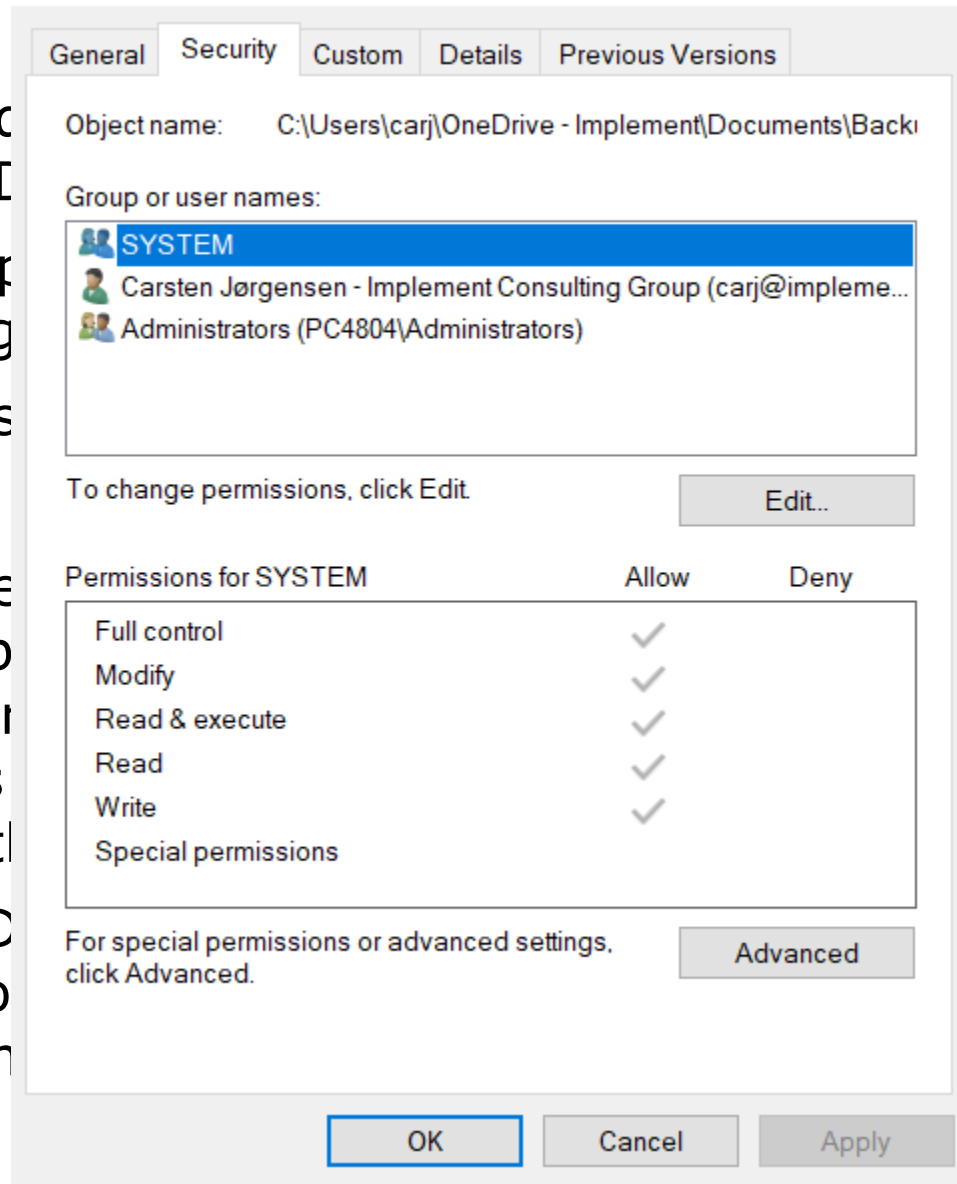 General Security Custom Details Previous Versions
Object name: C:\Users\carj\OneDrive - Implement\Documents\Back
Group or user names:
SYSTEM
Carsten Jørgensen - Implement Consulting Group (carj@impleme...
Administrators (PC4804\Administrators)
To change permissions, click Edit.
Edit...
Permissions for SYSTEM Allow Deny
Full control
Modify
Read & execute
Read
Write
Special permissions
For special permissions or advanced settings,
click Advanced.
Advanced
OK Cancel Apply